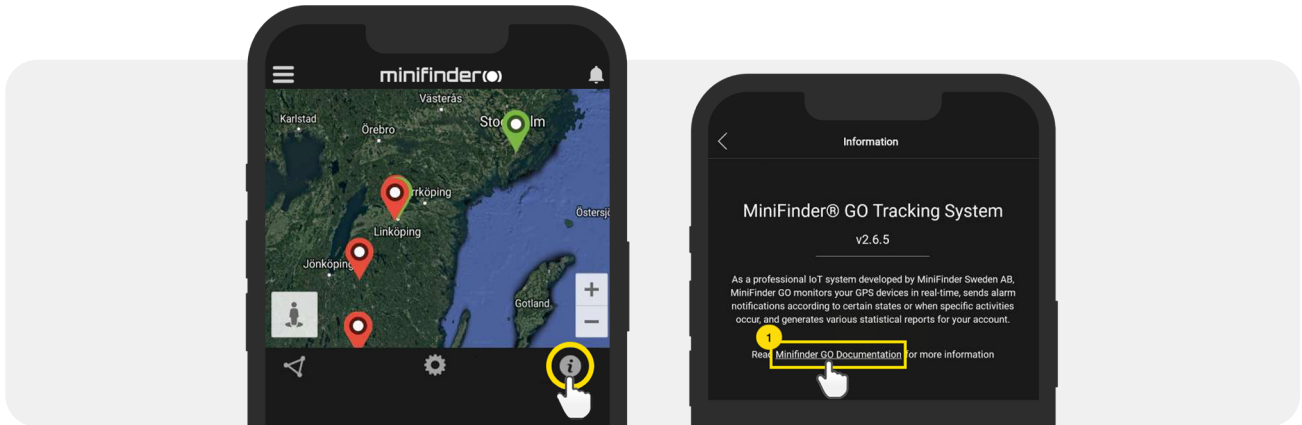 minifinder
Västerås
Karlstad
Örebro
Sto lm
rrköping
Östersjö
Linköping
Jönköping
Gotland
+
−
i
Information
MiniFinder® GO Tracking System
v2.6.5
As a professional IoT system developed by MiniFinder Sweden AB,
MiniFinder GO monitors your GPS devices in real-time, sends alarm
notifications according to certain states or when specific activities
occur, and generates various statistical reports for your account.
1
Read Minifinder GO Documentation for more information